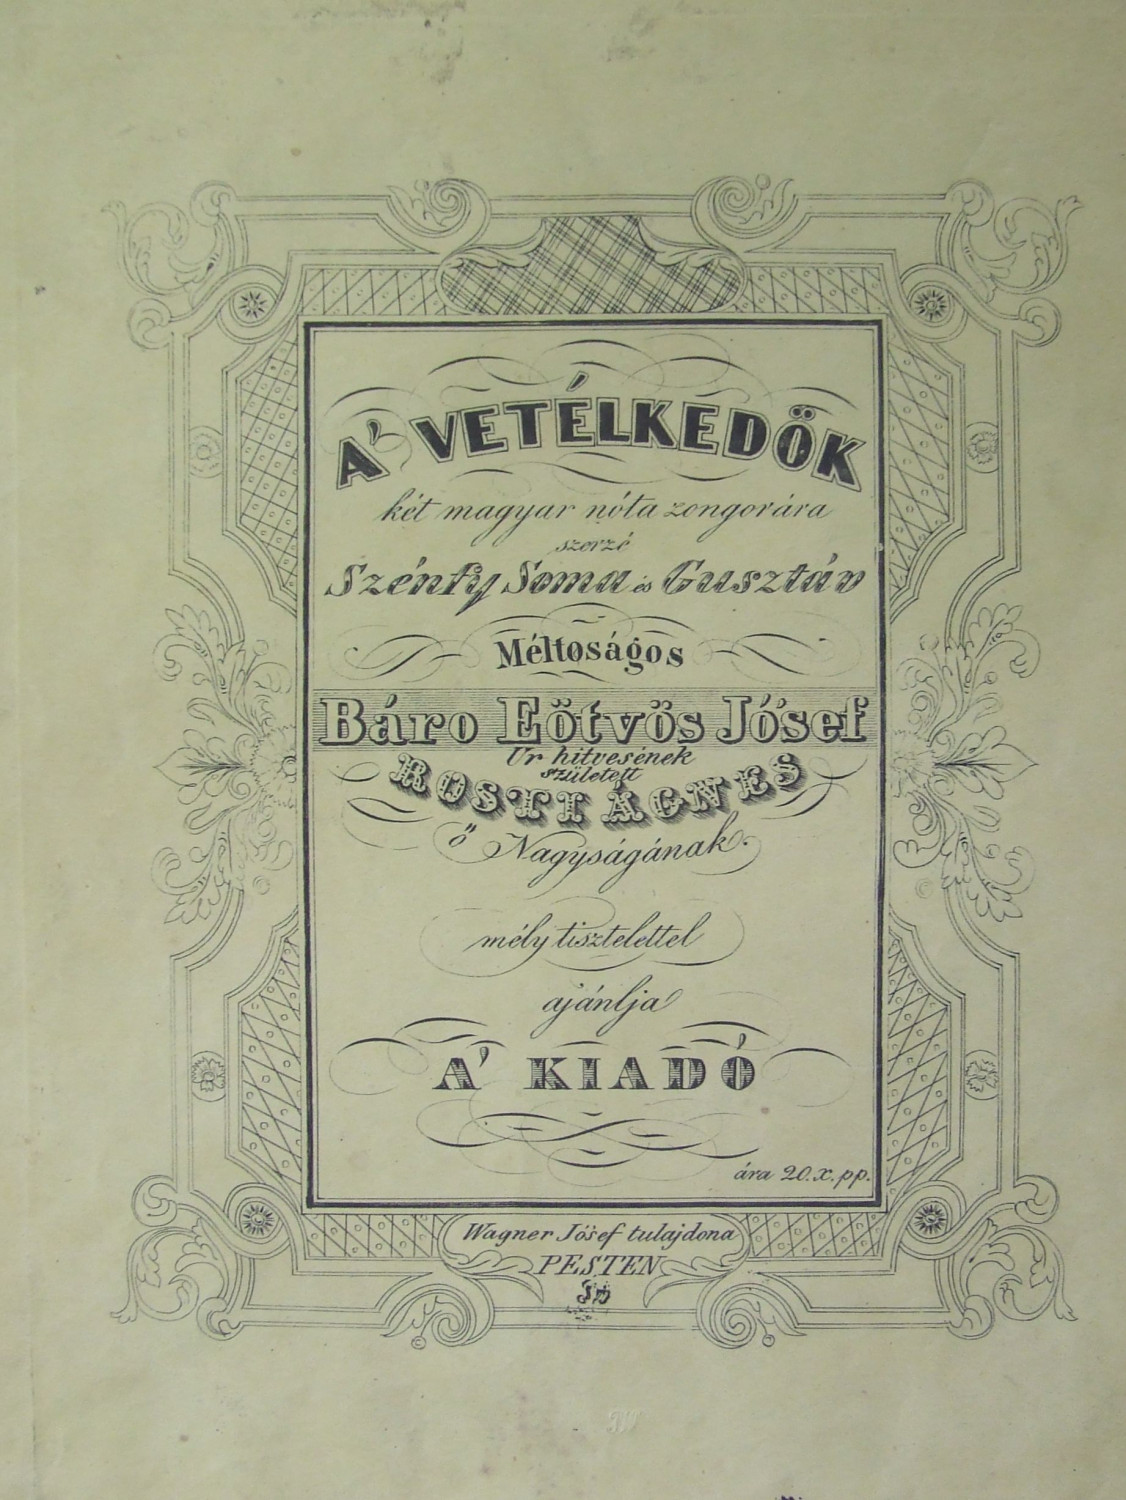 A' VETÉLKEDŐK
két magyar nóta zongorára
szerzé
Szénfy Soma és Gusztáv
Méltoságos
Báro Eötvös Jósef
Ur hitvesének
született
ROSTI ÁGNES
ő Nagyságának.
mély tisztelettel
ajánlja
A' KIADÓ
ára 20. x. pp.
Wagner Jósef tulajdona
PESTEN